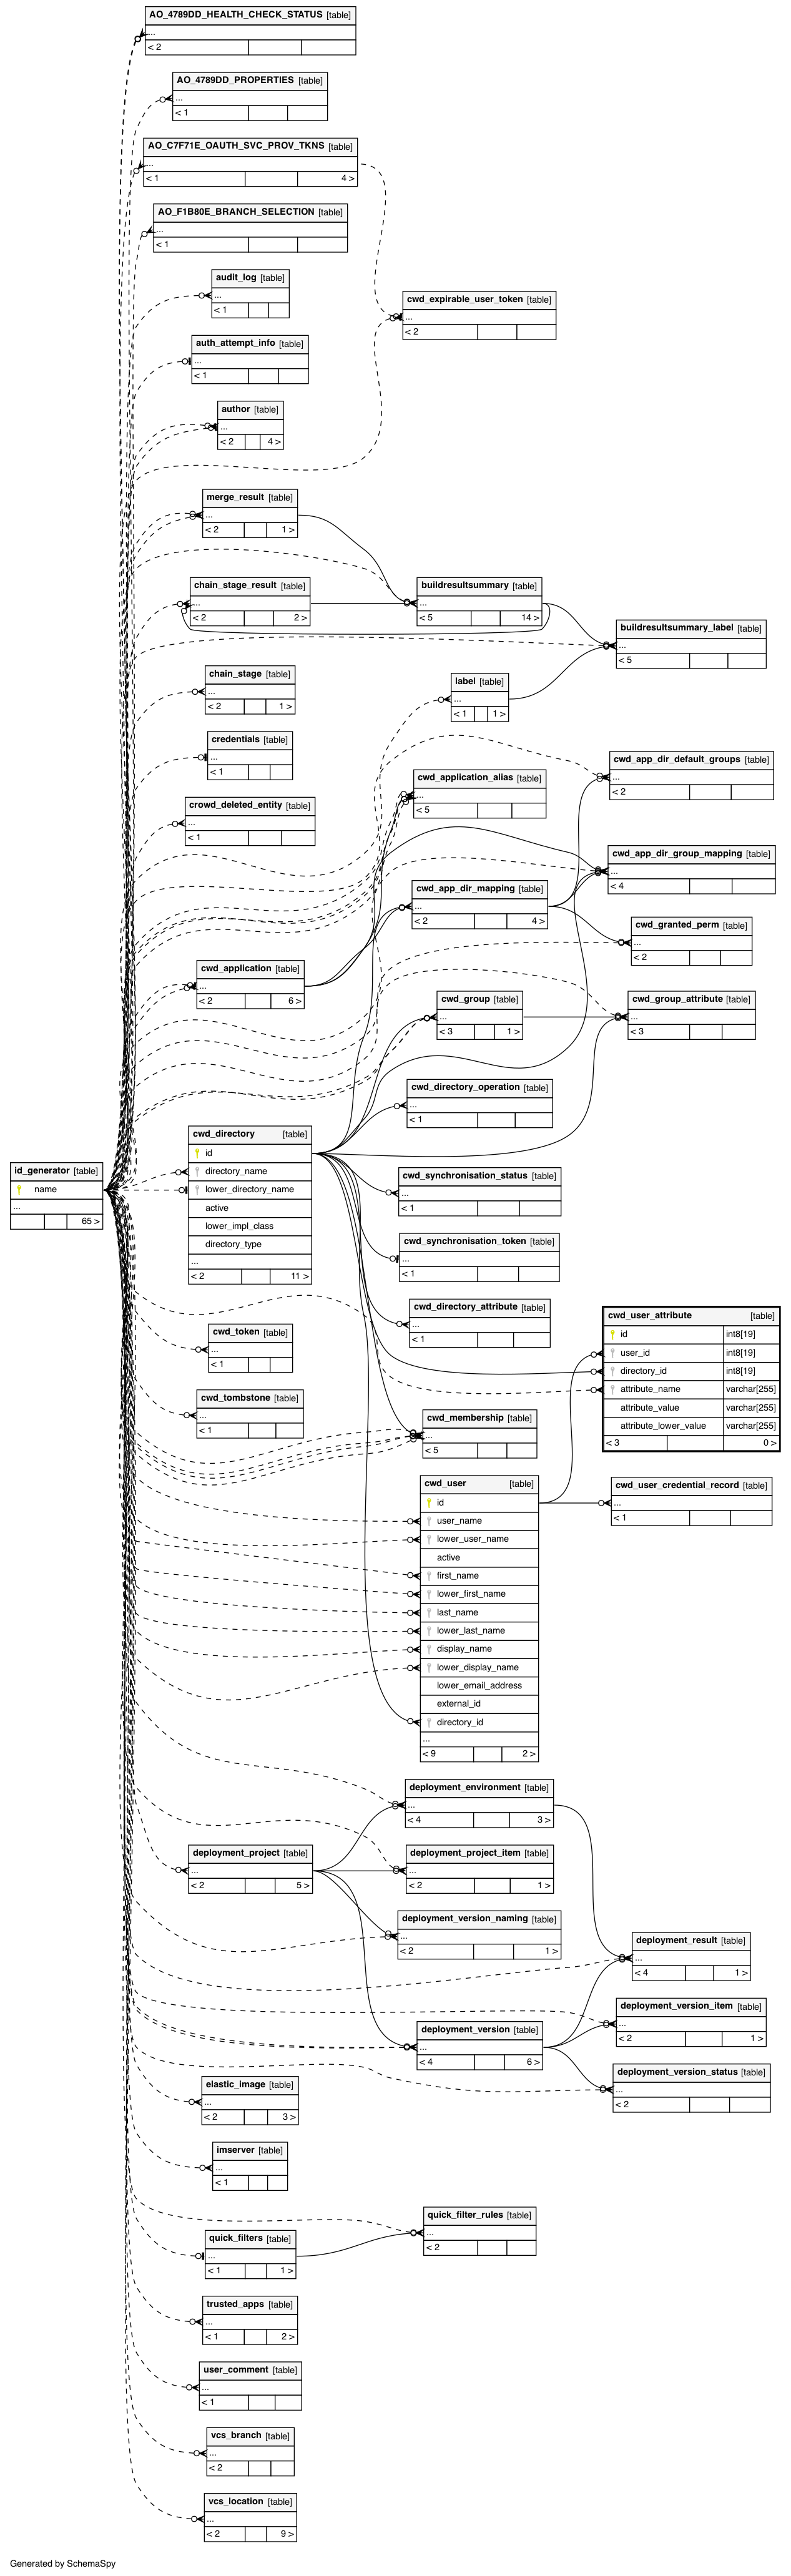 AO_4789DD_HEALTH_CHECK_STATUS [table]
...
< 2
AO_4789DD_PROPERTIES [table]
...
< 1
AO_C7F71E_OAUTH_SVC_PROV_TKNS [table]
...
< 1 4 >
AO_F1B80E_BRANCH_SELECTION [table]
...
< 1
audit_log [table]
...
< 1
cwd_expirable_user_token [table]
...
< 2
auth_attempt_info [table]
...
< 1
author [table]
...
< 2 4 >
merge_result [table]
...
< 2 1 >
chain_stage_result [table]
...
< 2 2 >
buildresultsummary [table]
...
< 5 14 >
buildresultsummary_label [table]
...
< 5
chain_stage [table]
...
< 2 1 >
label [table]
...
< 1 1 >
credentials [table]
...
< 1
cwd_app_dir_default_groups [table]
...
< 2
cwd_application_alias [table]
...
< 5
crowd_deleted_entity [table]
...
< 1
cwd_app_dir_group_mapping [table]
...
< 4
cwd_app_dir_mapping [table]
...
< 2 4 >
cwd_granted_perm [table]
...
< 2
cwd_application [table]
...
< 2 6 >
cwd_group [table]
...
< 3 1 >
cwd_group_attribute [table]
...
< 3
cwd_directory_operation [table]
...
< 1
cwd_directory [table]
id
directory_name
lower_directory_name
active
lower_impl_class
directory_type
...
< 2 11 >
id_generator [table]
name
...
65 >
cwd_synchronisation_status [table]
...
< 1
cwd_synchronisation_token [table]
...
< 1
cwd_directory_attribute [table]
...
< 1
cwd_user_attribute [table]
id int8[19]
user_id int8[19]
directory_id int8[19]
attribute_name varchar[255]
attribute_value varchar[255]
attribute_lower_value varchar[255]
< 3 0 >
cwd_token [table]
...
< 1
cwd_tombstone [table]
...
< 1
cwd_membership [table]
...
< 5
cwd_user [table]
id
user_name
lower_user_name
active
first_name
lower_first_name
last_name
lower_last_name
display_name
lower_display_name
lower_email_address
external_id
directory_id
...
< 9 2 >
cwd_user_credential_record [table]
...
< 1
deployment_environment [table]
...
< 4 3 >
deployment_project [table]
...
< 2 5 >
deployment_project_item [table]
...
< 2 1 >
deployment_version_naming [table]
...
< 2 1 >
deployment_result [table]
...
< 4 1 >
deployment_version_item [table]
...
< 2 1 >
deployment_version [table]
...
< 4 6 >
deployment_version_status [table]
...
< 2
elastic_image [table]
...
< 2 3 >
imserver [table]
...
< 1
quick_filter_rules [table]
...
< 2
quick_filters [table]
...
< 1 1 >
trusted_apps [table]
...
< 1 2 >
user_comment [table]
...
< 1
vcs_branch [table]
...
< 2
vcs_location [table]
...
< 2 9 >
Generated by SchemaSpy